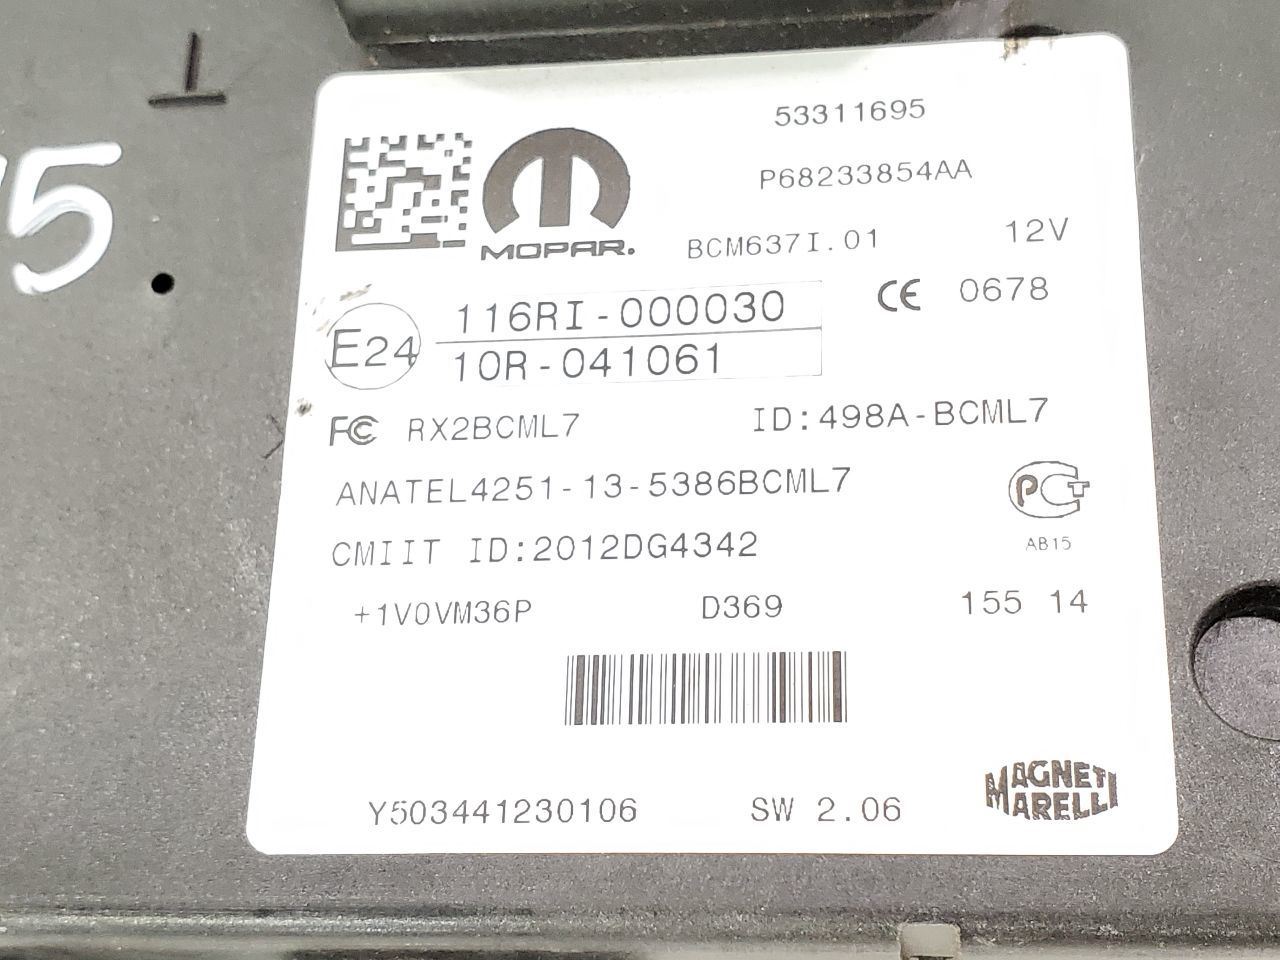 53311695
P68233854AA
MOPAR.
BCM637I.01 12V
116RI-000030
CE 0678
E24
10R-041061
FC RX2BCML7 ID:498A-BCML7
ANATEL4251-13-5386BCML7
PCT
CMIIT ID:2012DG4342
AB15
+1V0VM36P D369 155 14
MAGNETI
MARELLI
Y503441230106 SW 2.06
5